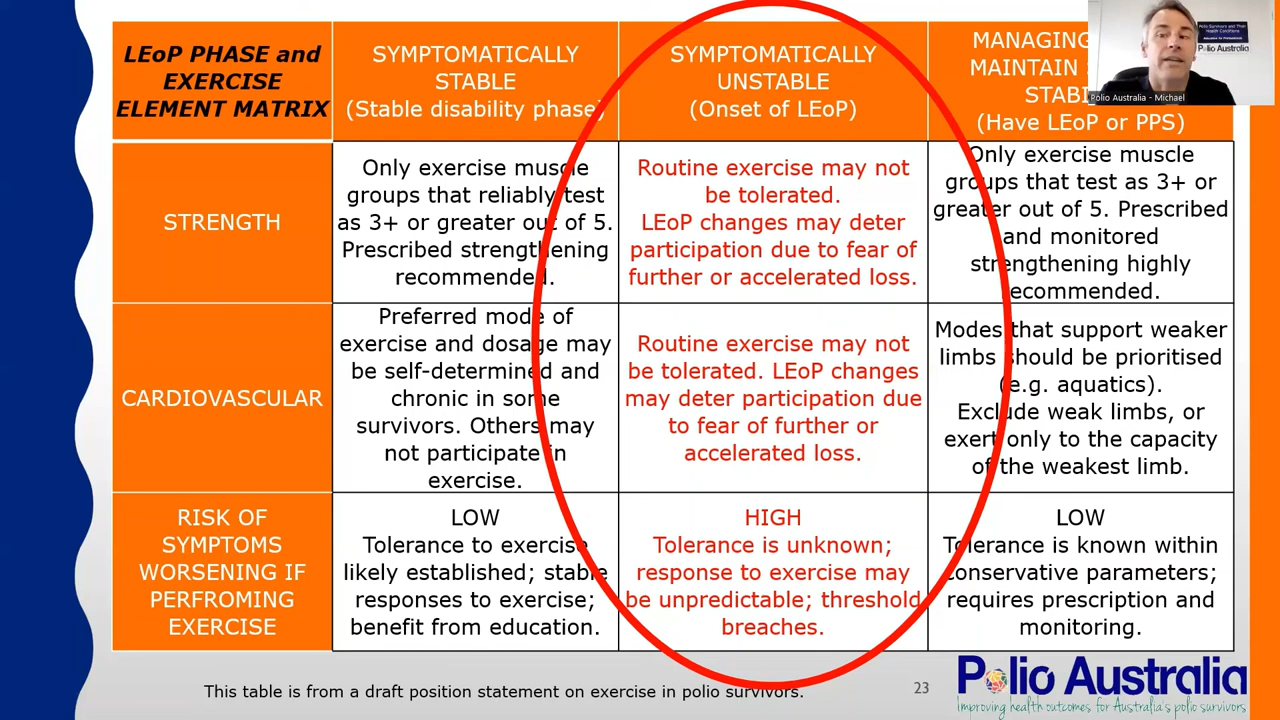 LEoP PHASE and
EXERCISE
ELEMENT MATRIX
SYMPTOMATICALLY
STABLE
(Stable disability phase)
SYMPTOMATICALLY
UNSTABLE
(Onset of LEoP)
MANAGING
MAINTAIN
(Have LEoP or PPS)
STRENGTH
Only exercise muscle
groups that reliably test
as 3+ or greater out of 5.
Prescribed strengthening
recommended.
Routine exercise may not
be tolerated.
LEoP changes may deter
participation due to fear of
further or accelerated loss.
Only exercise muscle
groups that test as 3+ or
greater out of 5. Prescribed
and monitored
strengthening highly
recommended.
CARDIOVASCULAR
Preferred mode of
exercise and dosage may
be self-determined and
chronic in some
survivors. Others may
not participate in
exercise.
Routine exercise may not
be tolerated. LEoP changes
may deter participation due
to fear of further or
accelerated loss.
Modes that support weaker
limbs should be prioritised
(e.g. aquatics).
Exclude weak limbs, or
exert only to the capacity
of the weakest limb.
RISK OF
SYMPTOMS
WORSENING IF
PERFROMING
EXERCISE
LOW
Tolerance to exercise
likely established; stable
responses to exercise;
benefit from education.
HIGH
Tolerance is unknown;
response to exercise may
be unpredictable; threshold
breaches.
LOW
Tolerance is known within
conservative parameters;
requires prescription and
monitoring.
This table is from a draft position statement on exercise in polio survivors.
23
Polio Australia
Improving health outcomes for Australia's polio survivors
Polio Survivors and Their
Health Conditions
Polio Australia
Polio Australia - Michael